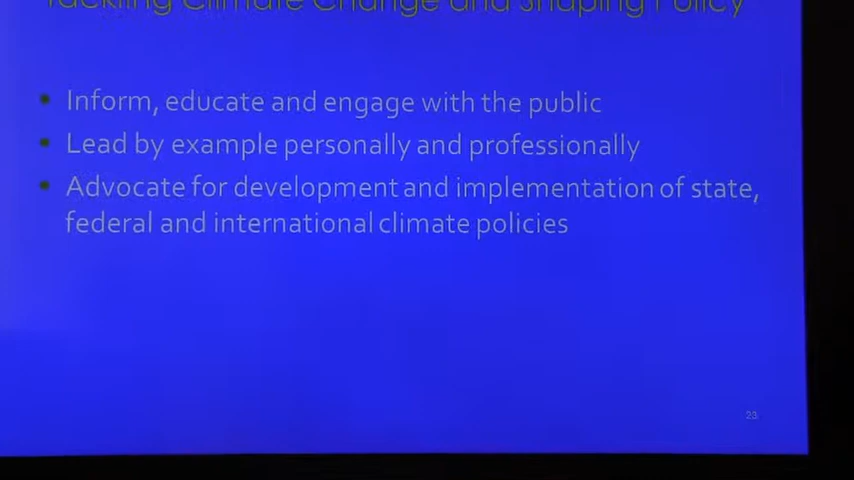 Tackling Climate Change and Shaping Policy
Inform, educate and engage with the public
Lead by example personally and professionally
Advocate for development and implementation of state,
federal and international climate policies
23